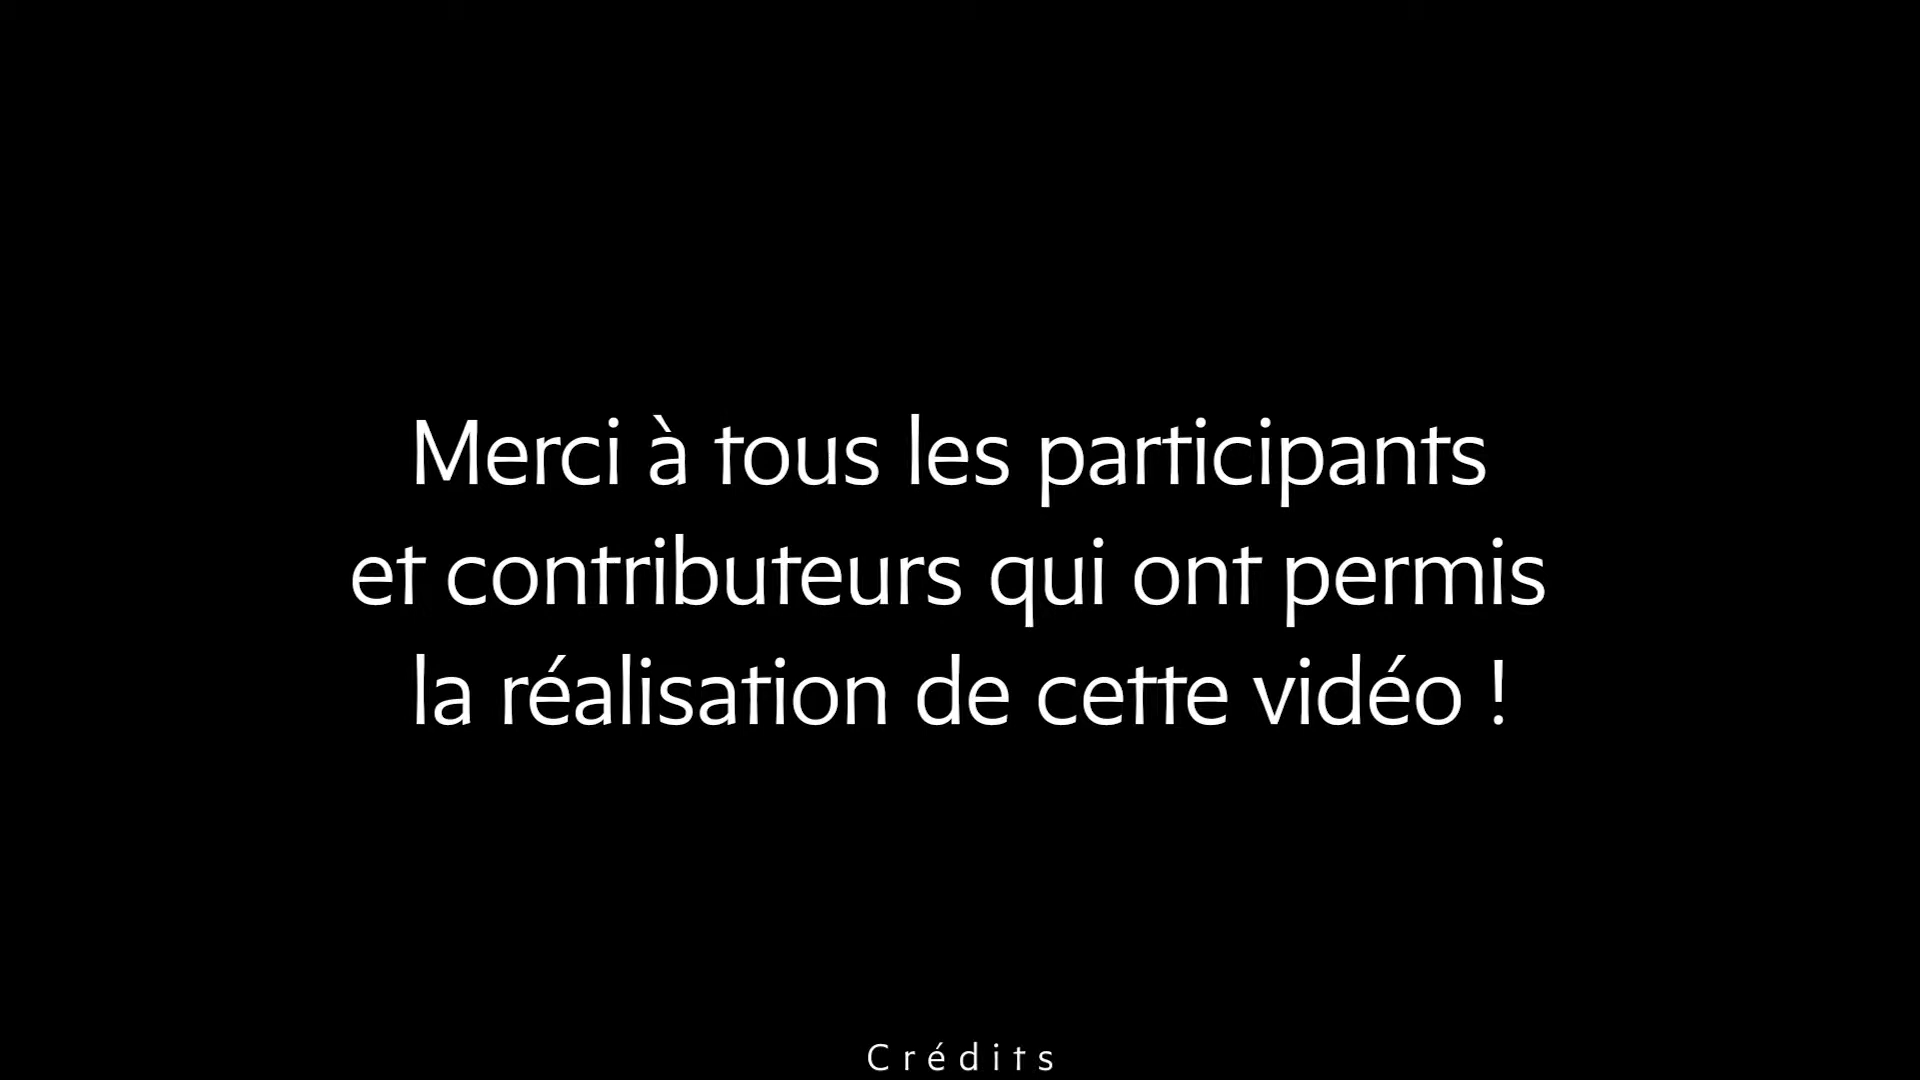 Merci à tous les participants
et contributeurs qui ont permis
la réalisation de cette vidéo !
Crédits